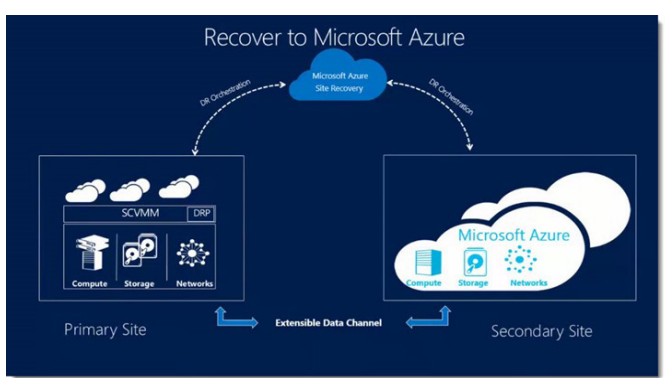 Recover to Microsoft Azure
Microsoft Azure
Site Recovery
DR Orchestration
DR Orchestration
SCVMM
DRP
Compute
Storage
Networks
Microsoft Azure
Compute
Storage
Networks
Primary Site
Extensible Data Channel
Secondary Site